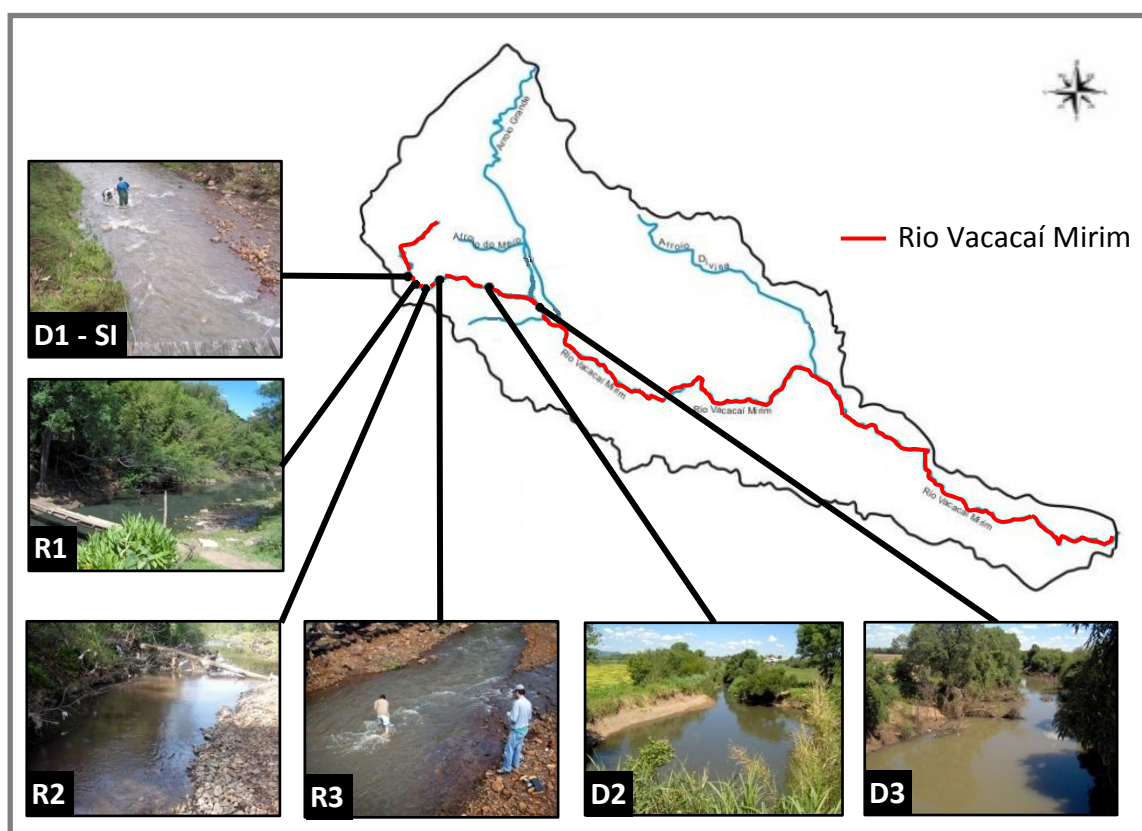 Arroio Grande
Arroio do Meio
Arroio Divisa
Rio Vacacaí Mirim
Rio Vacacaí Mirim
Rio Vacacaí Mirim
Rio Vacacaí Mirim
D1 - SI
R1
R2
R3
D2
D3